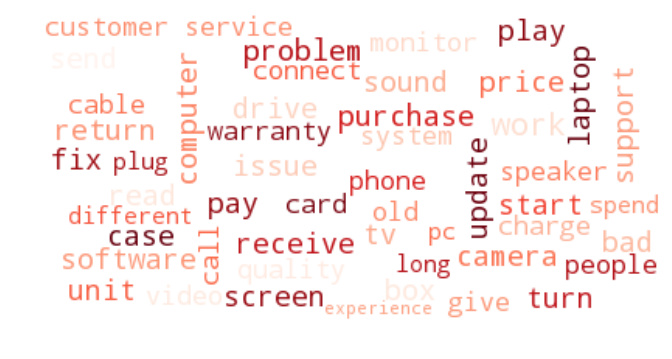 customer service
play
send
problem
monitor
connect
computer
sound
price
laptop
support
cable
drive
purchase
return
warranty
system
work
fix
plug
issue
phone
update
speaker
read
pay
card
old
start
spend
different
case
call
receive
tv
pc
charge
bad
software
quality
long
camera
people
unit
video
screen
experience
box
give
turn